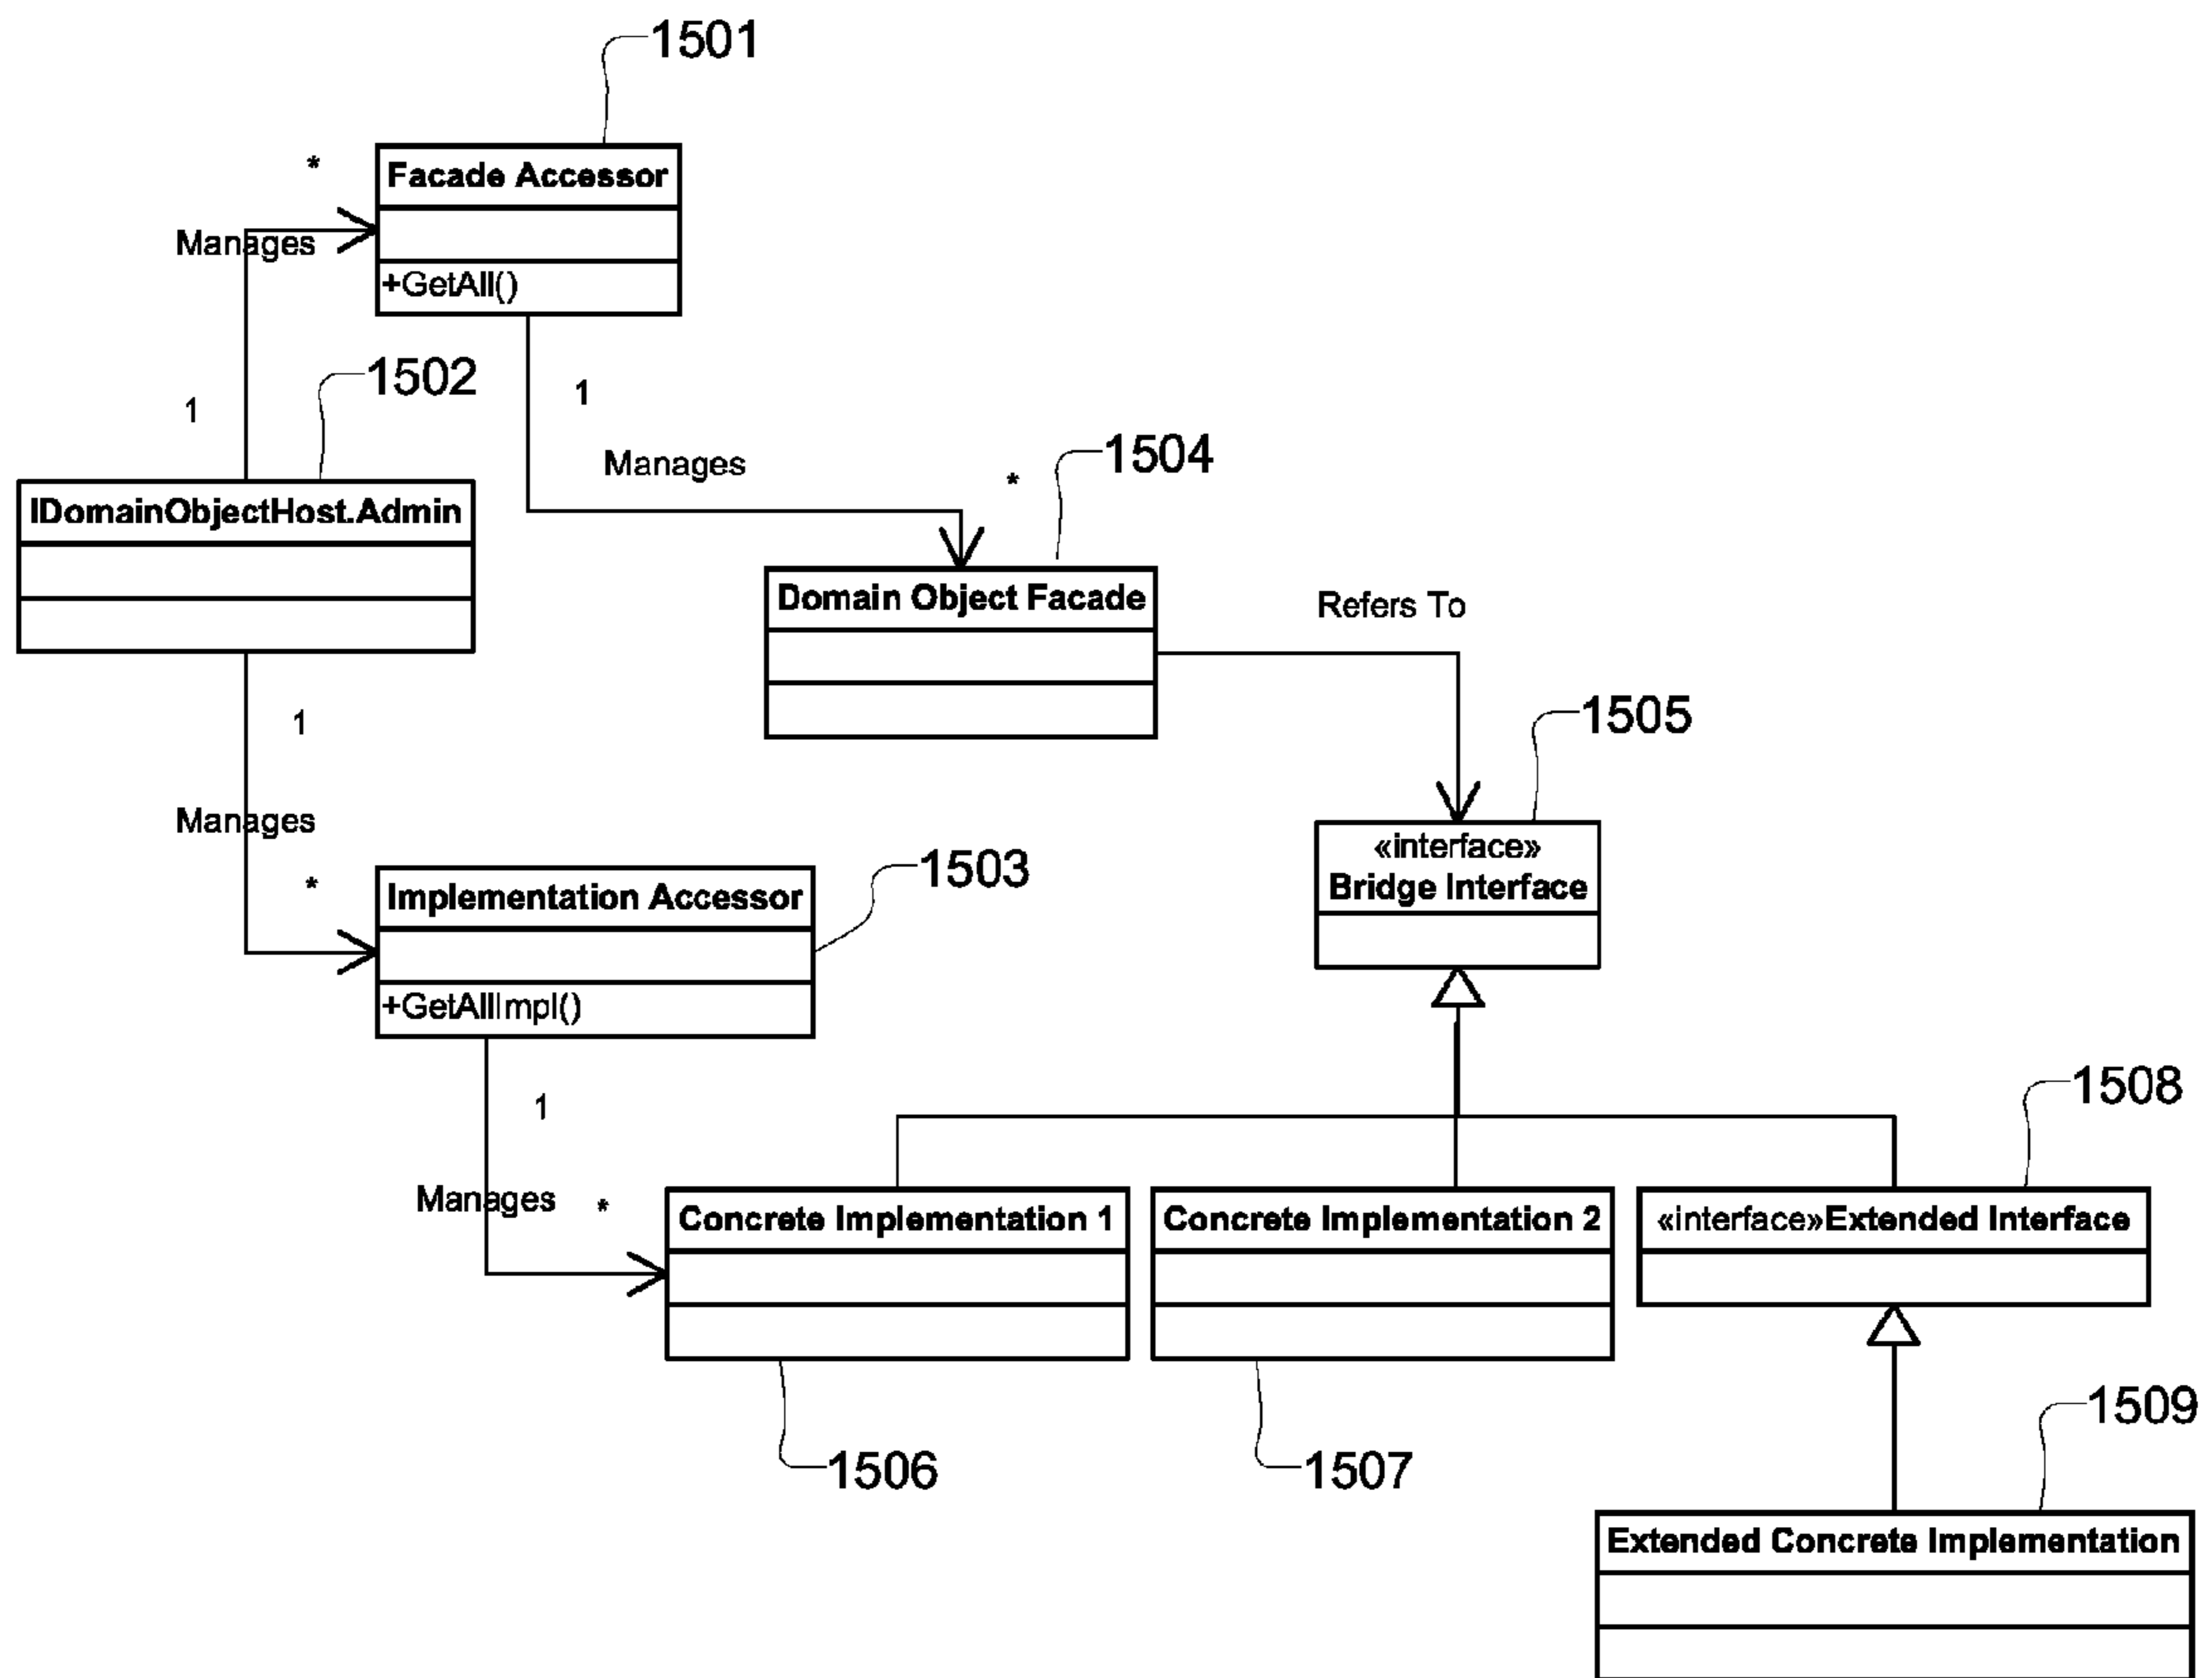 1501
*
Facade Accessor
Manages
+GetAll()
1502
1
1
Manages
*
1504
IDomainObjectHost.Admin
Domain Object Facade
Refers To
1
1505
Manages
*
Implementation Accessor
1503
«interface»
Bridge Interface
+GetAllImpl()
1
1508
Manages
*
Concrete Implementation 1
Concrete Implementation 2
«interface»Extended Interface
1509
1506
1507
Extended Concrete Implementation